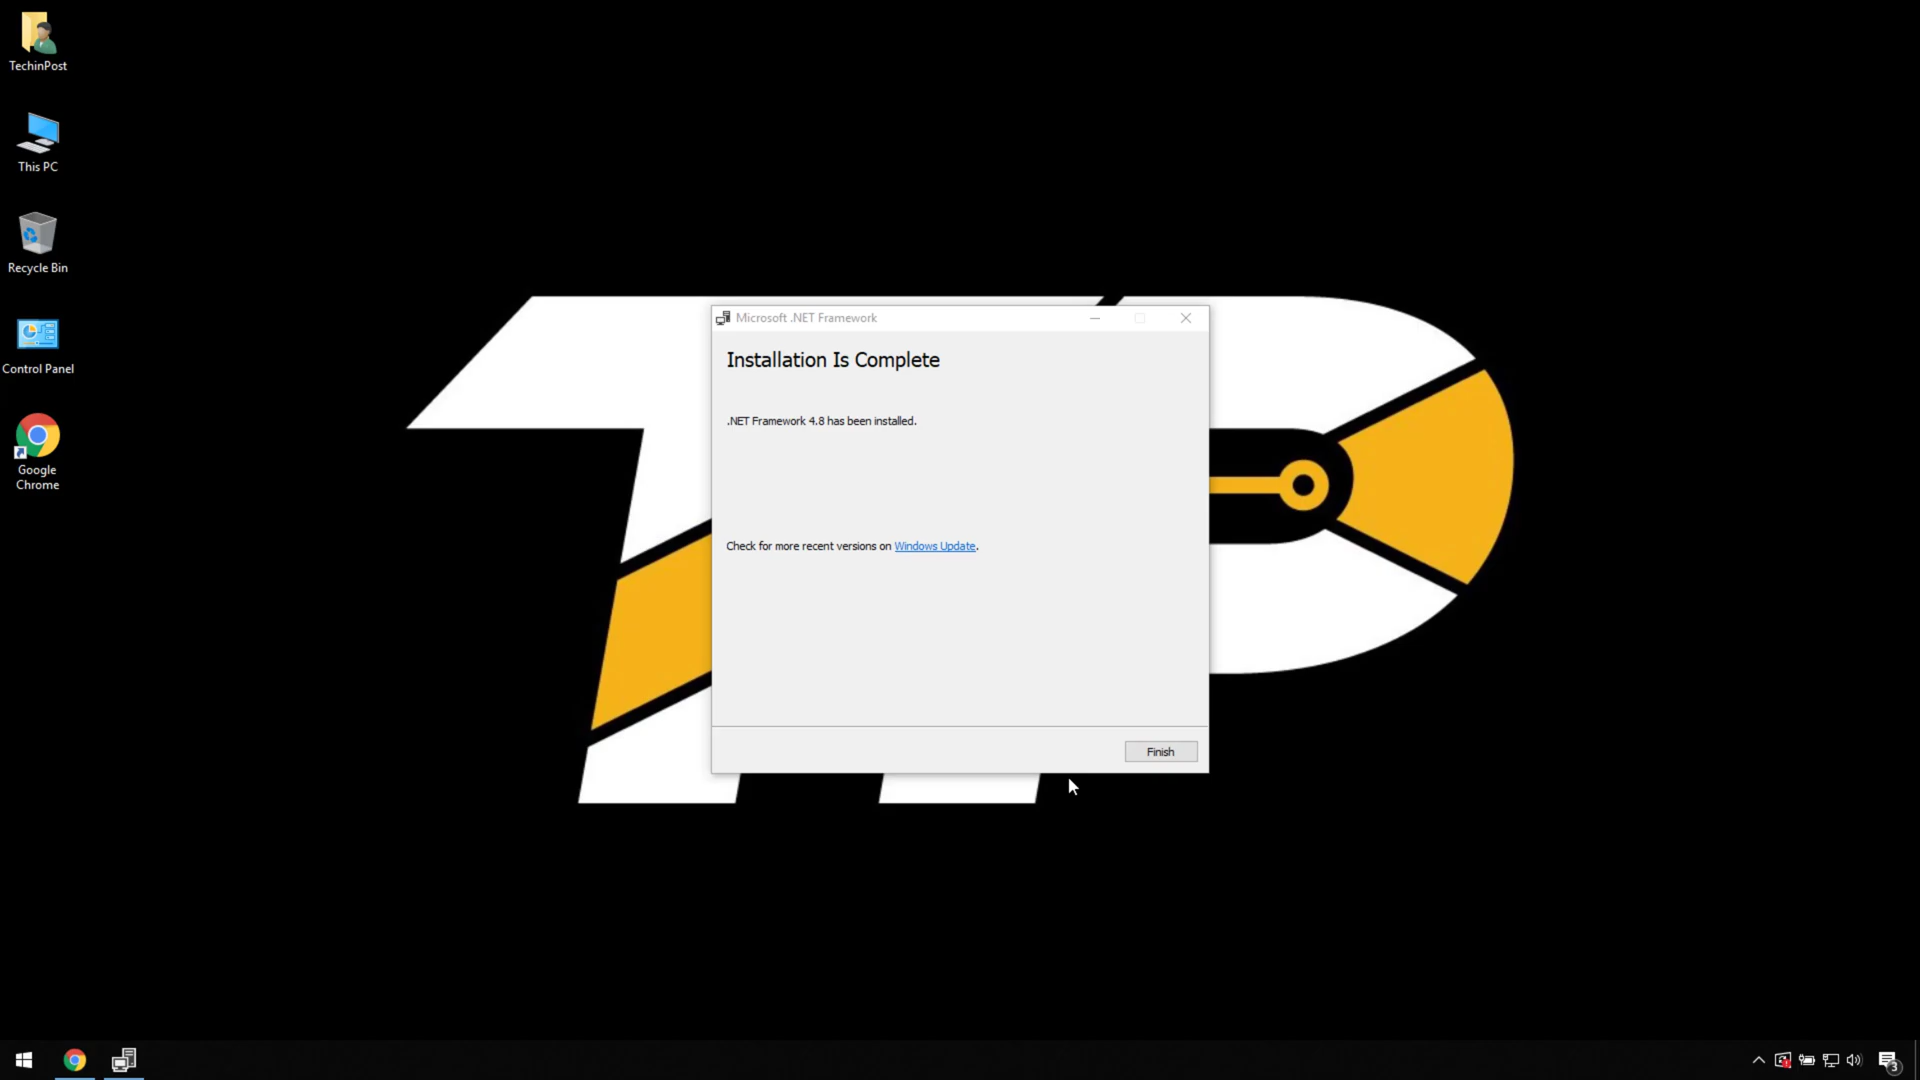 TechinPost
This PC
Recycle Bin
Control Panel
Google
Chrome
Microsoft .NET Framework
Installation Is Complete
.NET Framework 4.8 has been installed.
Check for more recent versions on Windows Update.
Finish
3